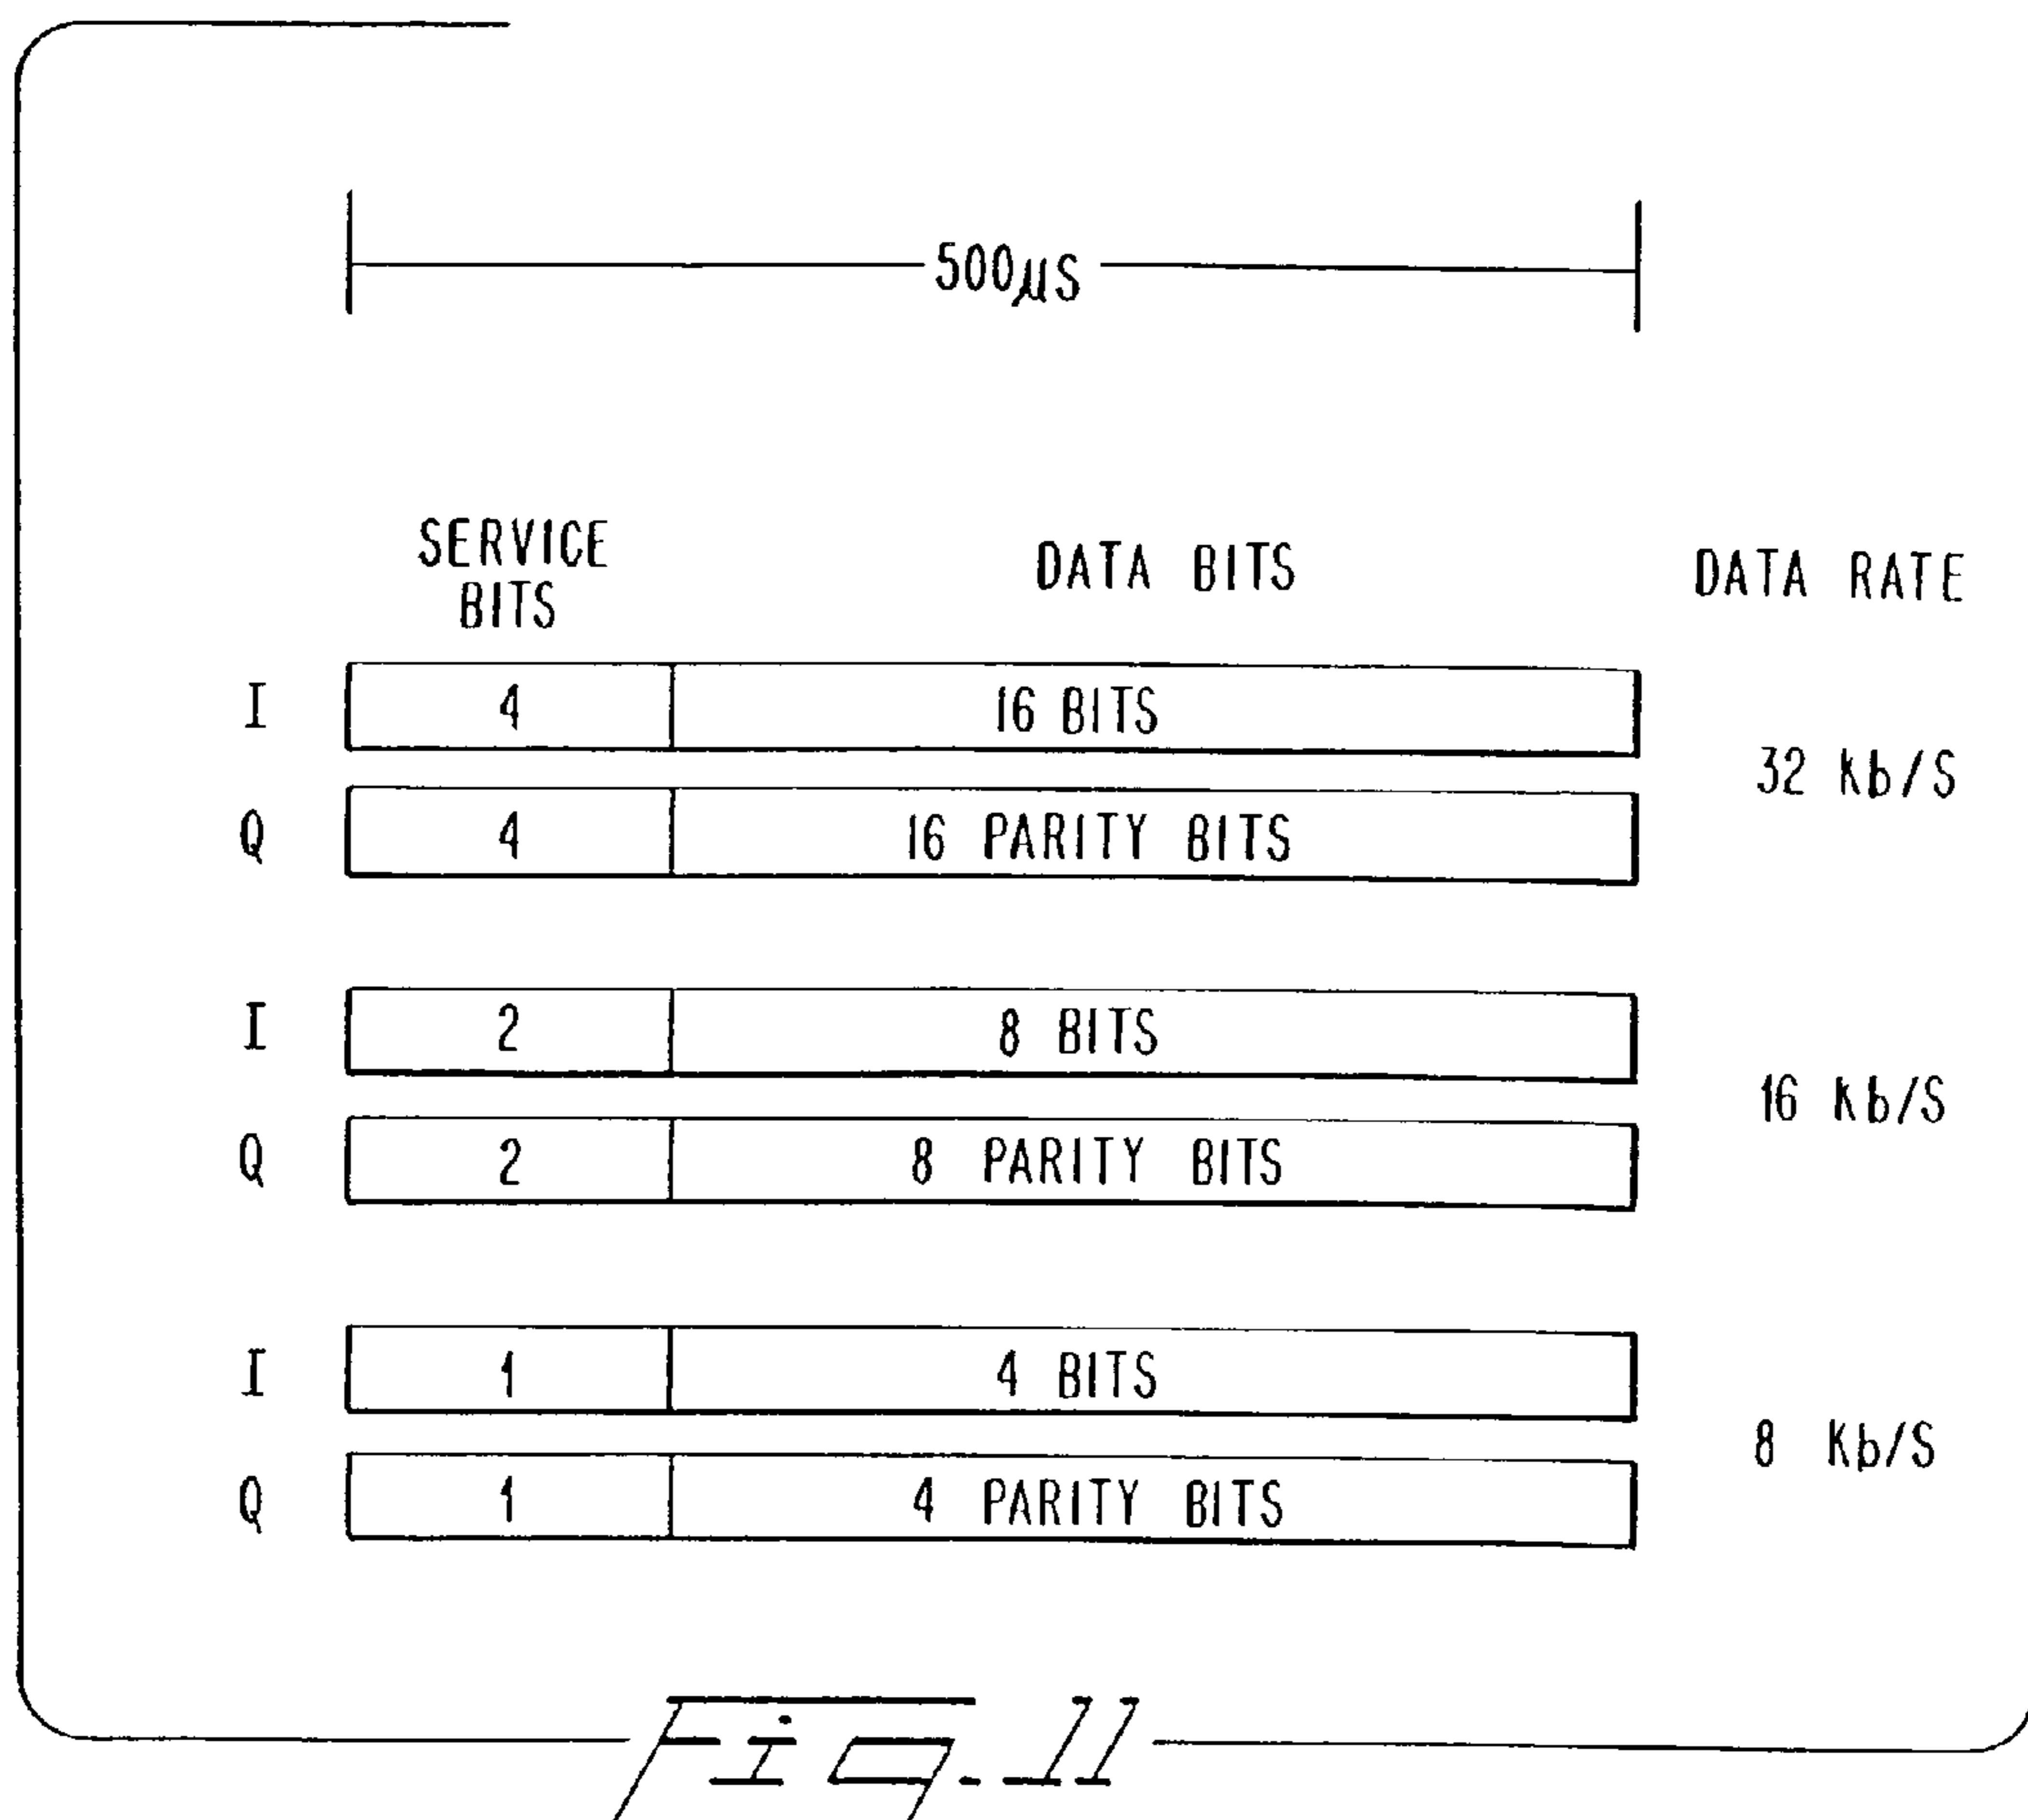 500µS
SERVICE
BITS
DATA BITS
DATA RATE
I
4
16 BITS
Q
4
16 PARITY BITS
32 Kb/S
I
2
8 BITS
Q
2
8 PARITY BITS
16 Kb/S
I
1
4 BITS
Q
1
4 PARITY BITS
8 Kb/S
Fig. 11